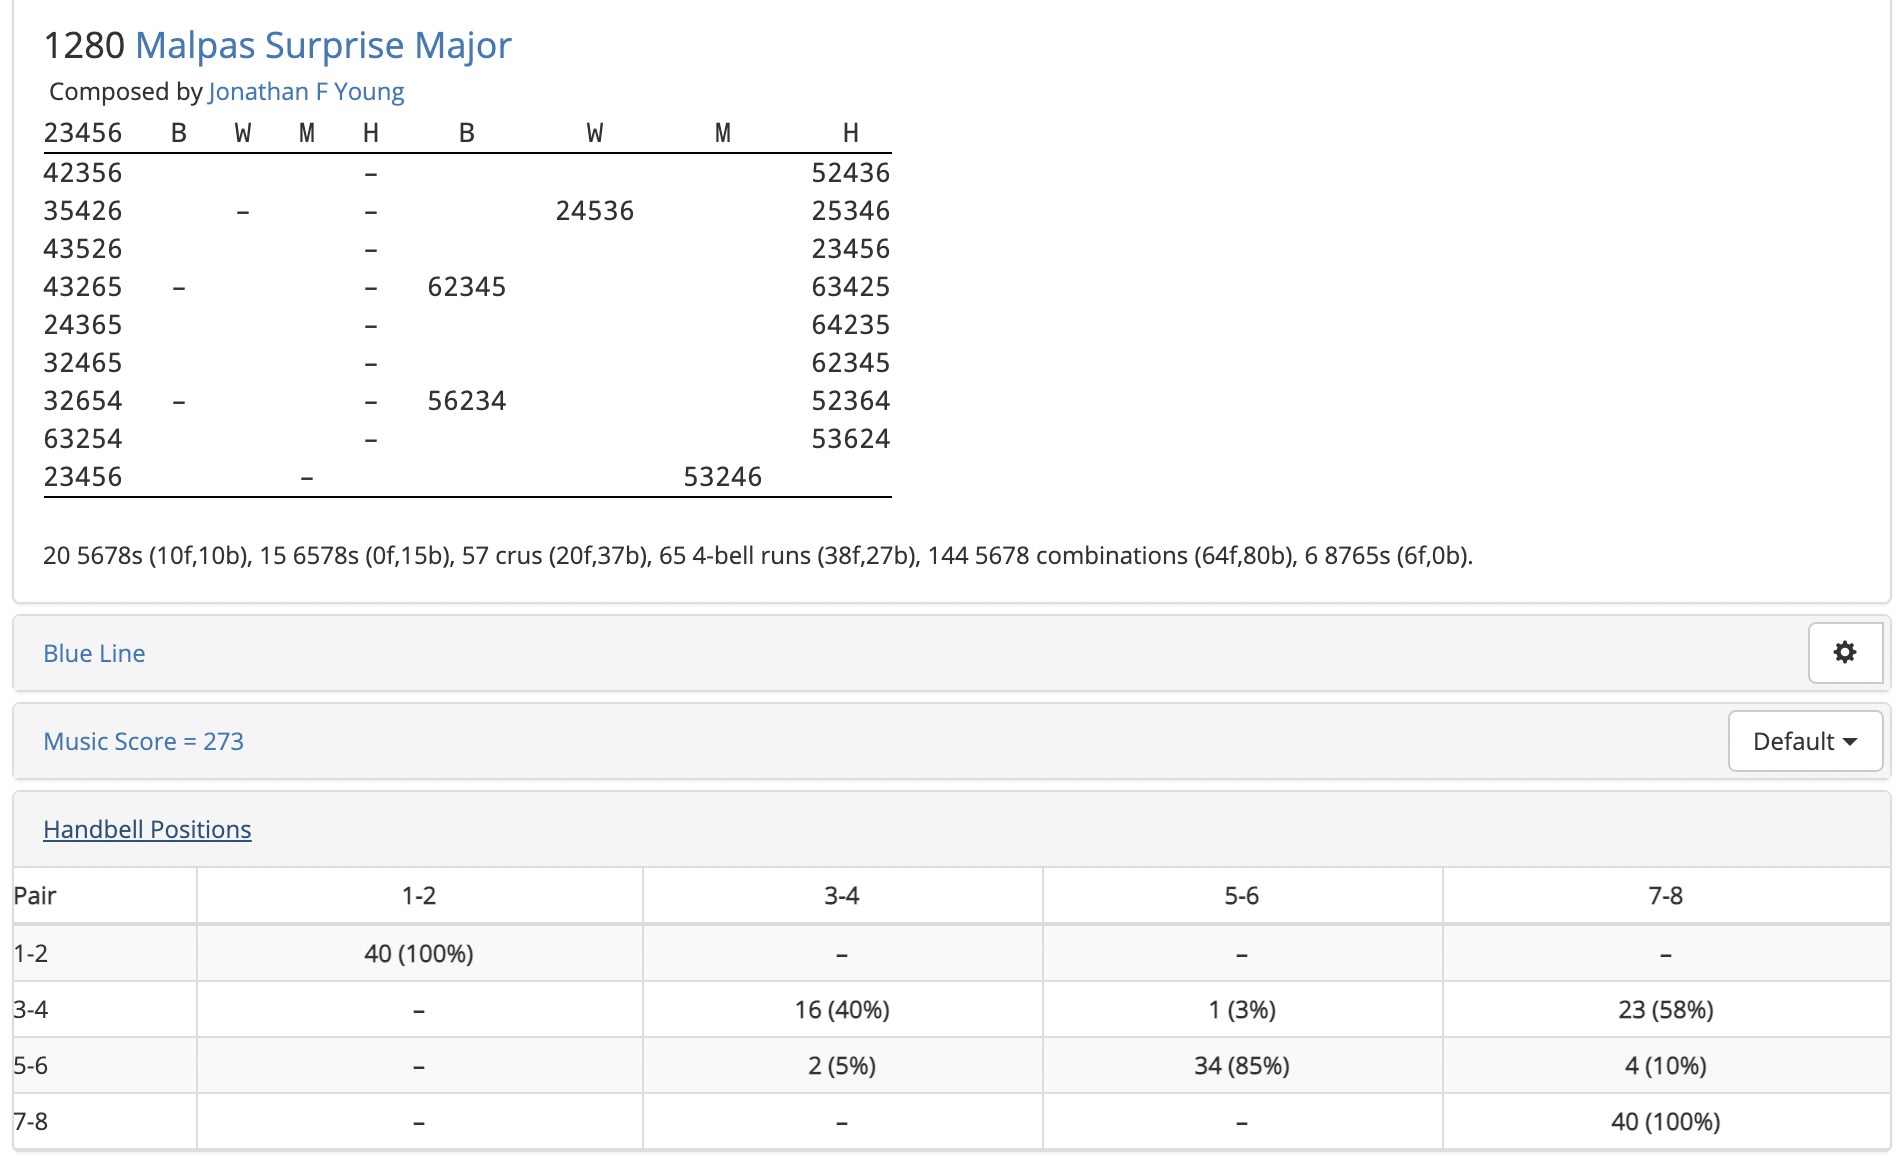 1280 Malpas Surprise Major
Composed by Jonathan F Young
23456 B W M H B W M H
42356 – 52436
35426 – – 24536 25346
43526 – 23456
43265 – – 62345 63425
24365 – 64235
32465 – 62345
32654 – – 56234 52364
63254 – 53624
23456 – 53246
20 5678s (10f,10b), 15 6578s (0f,15b), 57 crus (20f,37b), 65 4-bell runs (38f,27b), 144 5678 combinations (64f,80b), 6 8765s (6f,0b).
Blue Line
Music Score = 273 Default
Handbell Positions
Pair 1-2 3-4 5-6 7-8
1-2 40 (100%) – – –
3-4 – 16 (40%) 1 (3%) 23 (58%)
5-6 – 2 (5%) 34 (85%) 4 (10%)
7-8 – – – 40 (100%)